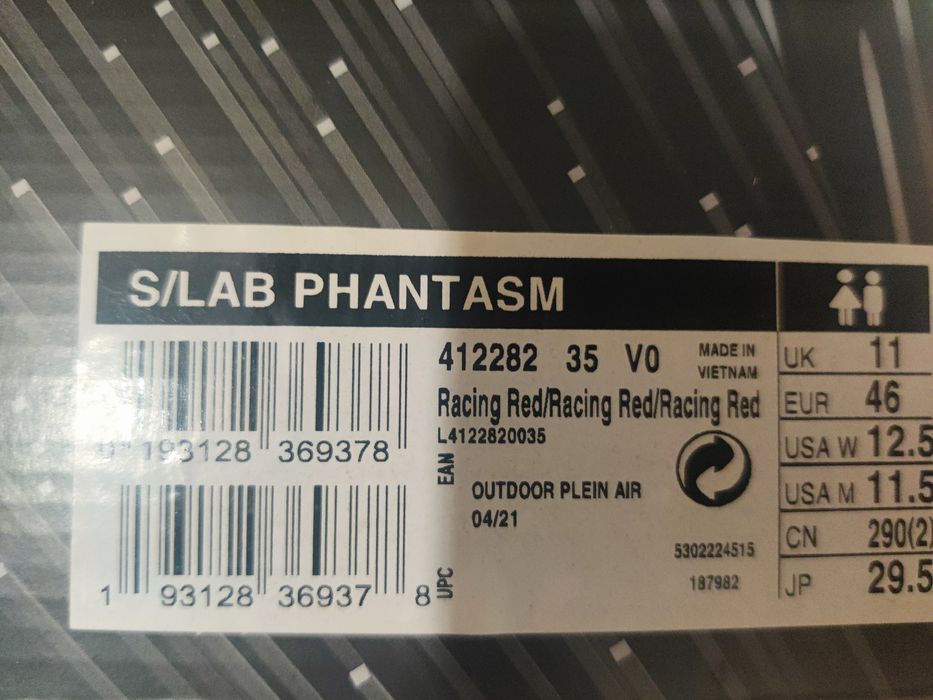 S/LAB PHANTASM
412282 35 V0
MADE IN
VIETNAM
Racing Red/Racing Red/Racing Red
L4122820035
0 193128 369378
EAN
OUTDOOR PLEIN AIR
04/21
5302224515
187982
1 93128 36937 8
UPC
UK 11
EUR 46
USA W 12.5
USA M 11.5
CN 290(2)
JP 29.5